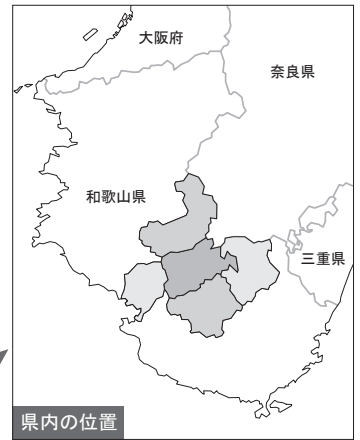 大阪府
奈良県
和歌山県
三重県
県内の位置